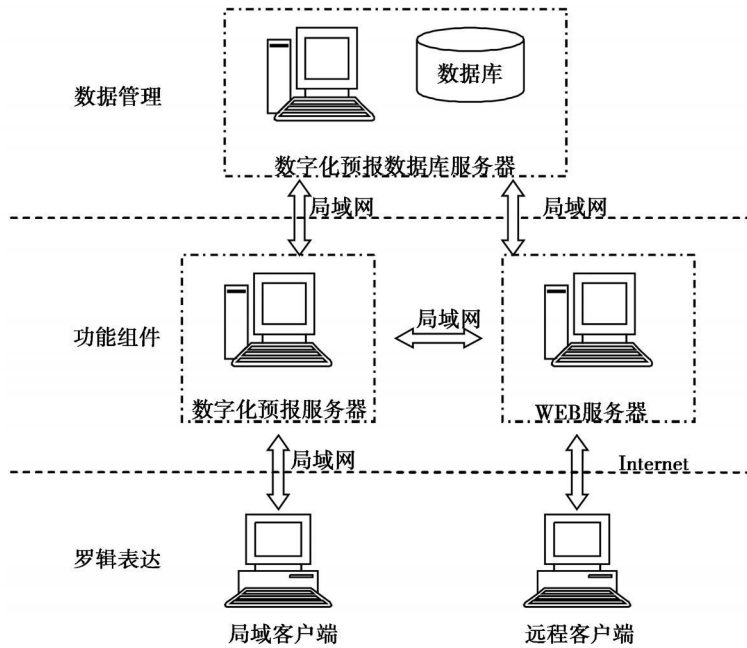 数据库
数据管理
数字化预报数据库服务器
局域网
局域网
局域网
功能组件
数字化预报服务器
WEB服务器
局域网
Internet
罗辑表达
局域客户端
远程客户端